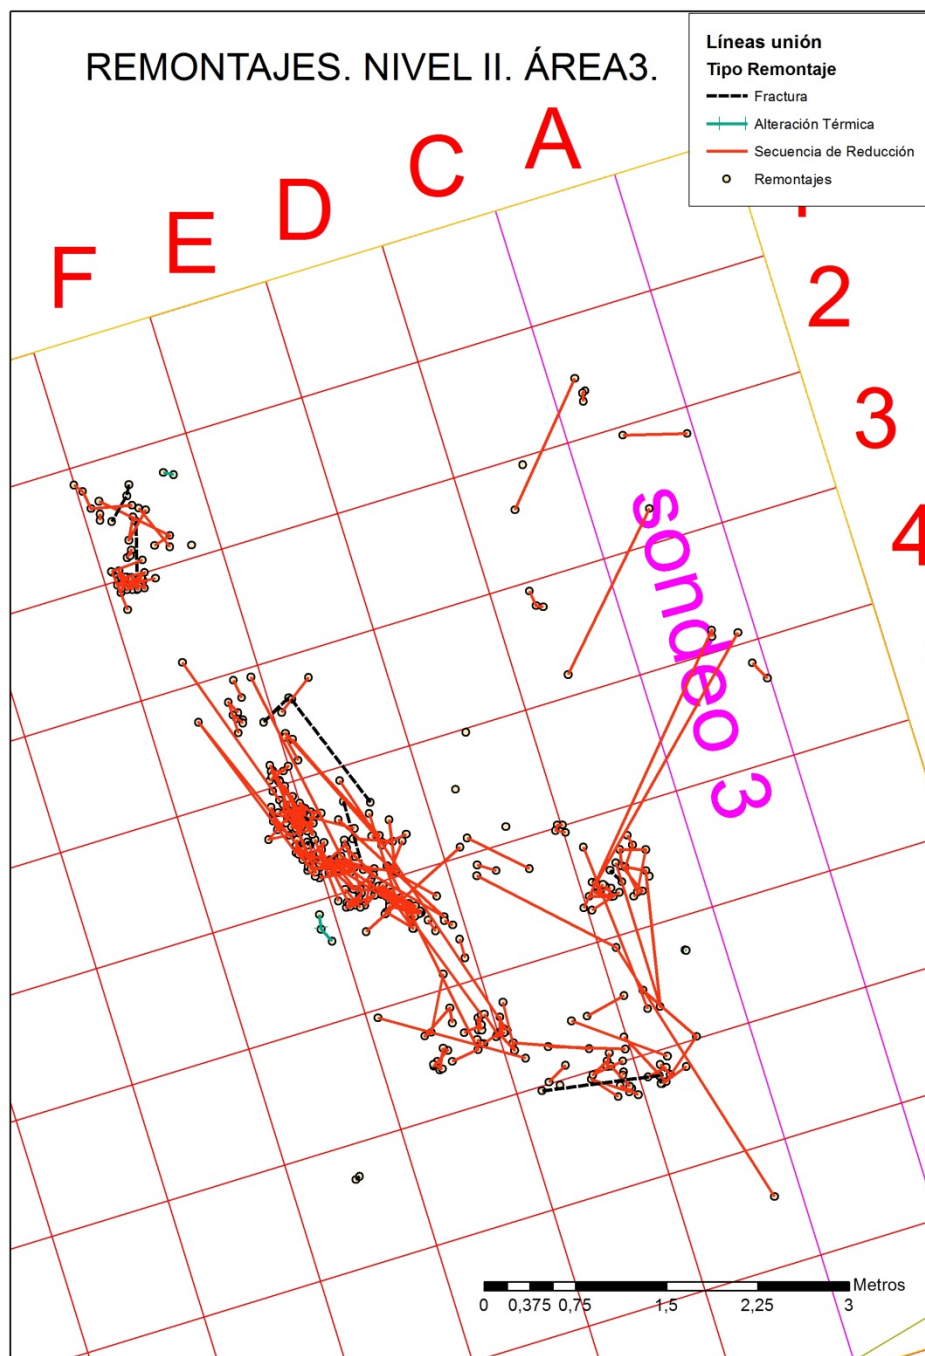 REMONTAJES. NIVEL II. ÁREA3.
Líneas unión
Tipo Remontaje
Fractura
Alteración Térmica
Secuencia de Reducción
Remontajes
F E D C A
2
3
4
sondeo 3
Metros
0 0,375 0,75 1,5 2,25 3